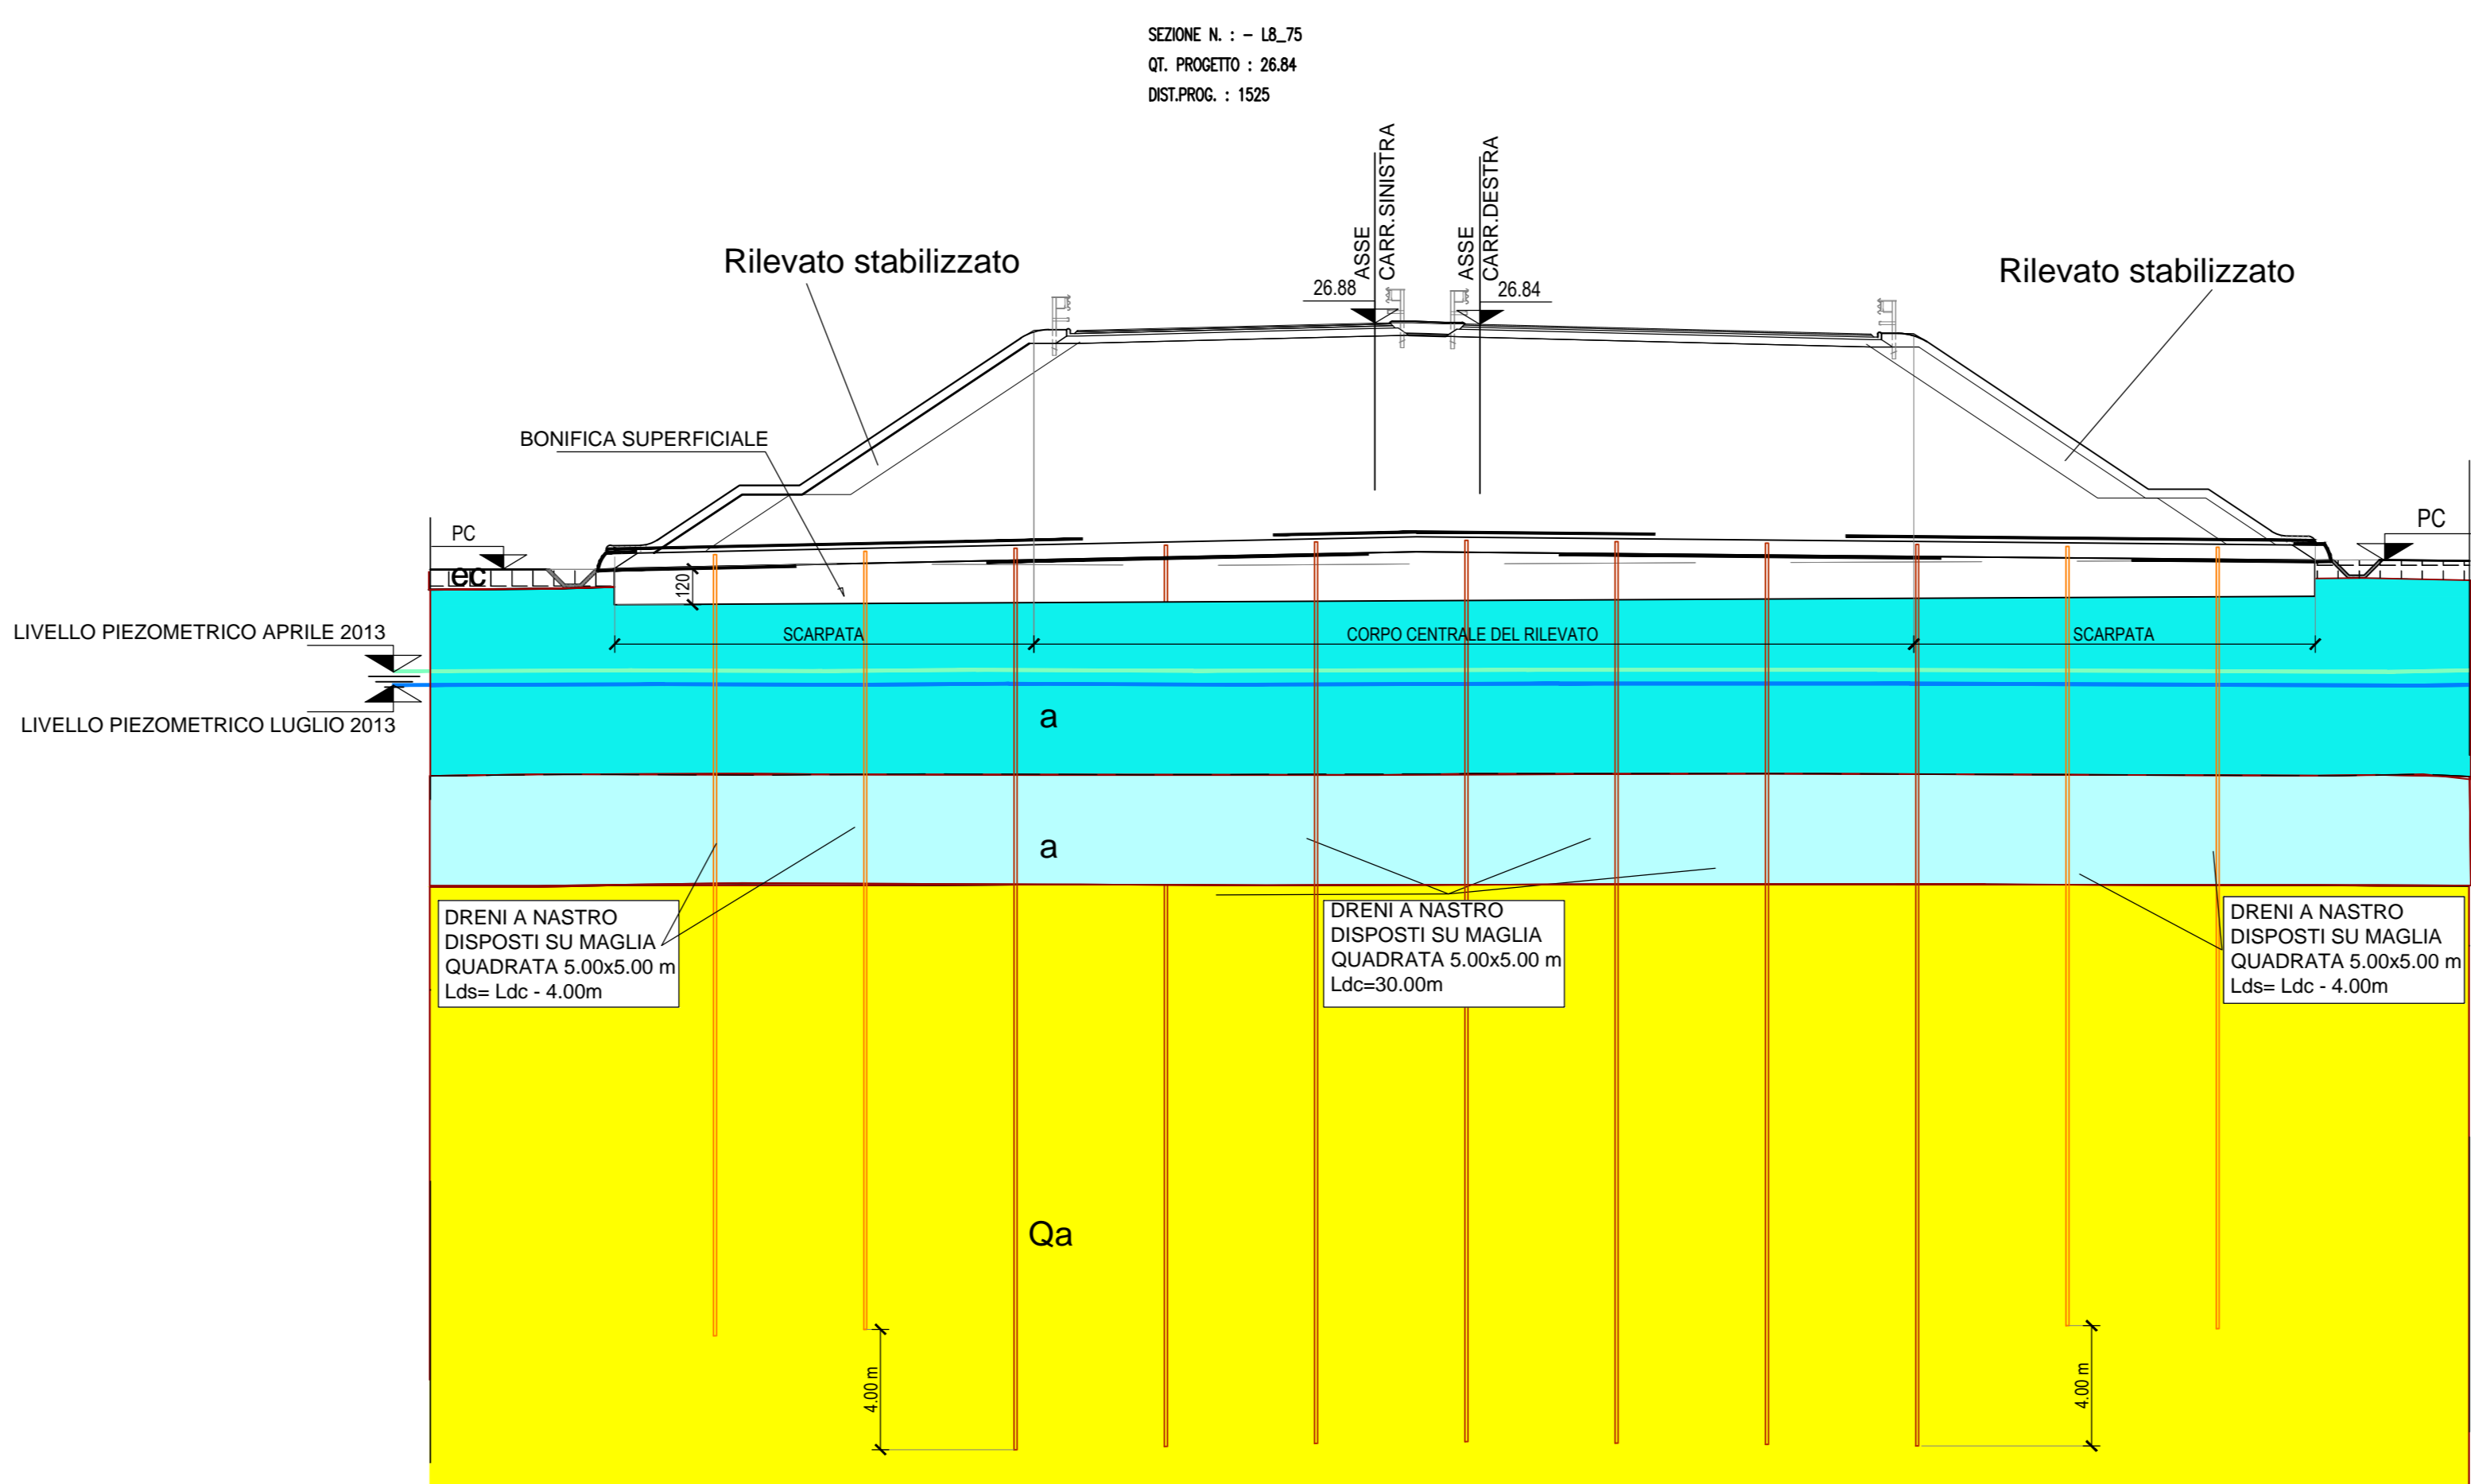 SEZIONE N. : - L8_75
QT. PROGETTO : 26.84
DIST.PROG. : 1525
ASSE
CARR.SINISTRA
ASSE
CARR.DESTRA
Rilevato stabilizzato
Rilevato stabilizzato
26.88
26.84
BONIFICA SUPERFICIALE
PC
PC
ec
120
LIVELLO PIEZOMETRICO APRILE 2013
SCARPATA
CORPO CENTRALE DEL RILEVATO
SCARPATA
LIVELLO PIEZOMETRICO LUGLIO 2013
a
a
DRENI A NASTRO
DISPOSTI SU MAGLIA
QUADRATA 5.00x5.00 m
Lds= Ldc - 4.00m
DRENI A NASTRO
DISPOSTI SU MAGLIA
QUADRATA 5.00x5.00 m
Ldc=30.00m
DRENI A NASTRO
DISPOSTI SU MAGLIA
QUADRATA 5.00x5.00 m
Lds= Ldc - 4.00m
Qa
4.00 m
4.00 m